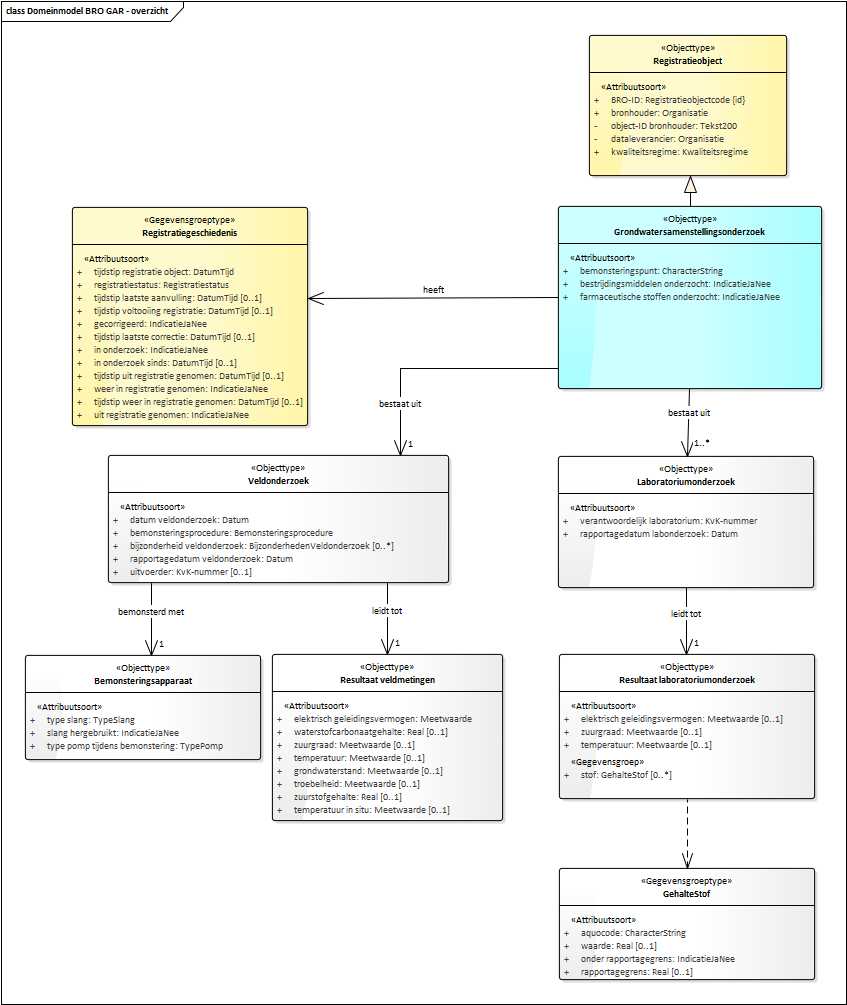 class Domeinmodel BRO GAR - overzicht
«Objecttype»
Registratieobject
«Attribuutsoort»
+ BRO-ID: Registratieobjectcode {id}
+ bronhouder: Organisatie
- object-ID bronhouder: Tekst200
- dataleverancier: Organisatie
+ kwaliteitsregime: Kwaliteitsregime
«Gegevensgroeptype»
Registratiegeschiedenis
«Attribuutsoort»
+ tijdstip registratie object: DatumTijd
+ registratiestatus: Registratiestatus
+ tijdstip laatste aanvulling: DatumTijd [0..1]
+ tijdstip voltooiing registratie: DatumTijd [0..1]
+ gecorrigeerd: IndicatieJaNee
+ tijdstip laatste correctie: DatumTijd [0..1]
+ in onderzoek: IndicatieJaNee
+ in onderzoek sinds: DatumTijd [0..1]
+ tijdstip uit registratie genomen: DatumTijd [0..1]
+ weer in registratie genomen: IndicatieJaNee
+ tijdstip weer in registratie genomen: DatumTijd [0..1]
+ uit registratie genomen: IndicatieJaNee
heeft
«Objecttype»
Grondwatersamenstellingsonderzoek
«Attribuutsoort»
+ bemonsteringspunt: CharacterString
+ bestrijdingsmiddelen onderzocht: IndicatieJaNee
+ farmaceutische stoffen onderzocht: IndicatieJaNee
bestaat uit
1
bestaat uit
1..*
«Objecttype»
Veldonderzoek
«Attribuutsoort»
+ datum veldonderzoek: Datum
+ bemonsteringsprocedure: Bemonsteringsprocedure
+ bijzonderheid veldonderzoek: BijzonderhedenVeldonderzoek [0..*]
+ rapportagedatum veldonderzoek: Datum
+ uitvoerder: KvK-nummer [0..1]
«Objecttype»
Laboratoriumonderzoek
«Attribuutsoort»
+ verantwoordelijk laboratorium: KvK-nummer
+ rapportagedatum labonderzoek: Datum
bemonsterd met
1
leidt tot
1
leidt tot
1
«Objecttype»
Bemonsteringsapparaat
«Attribuutsoort»
+ type slang: TypeSlang
+ slang hergebruikt: IndicatieJaNee
+ type pomp tijdens bemonstering: TypePomp
«Objecttype»
Resultaat veldmetingen
«Attribuutsoort»
+ elektrisch geleidingsvermogen: Meetwaarde
+ waterstofcarbonaatgehalte: Real [0..1]
+ zuurgraad: Meetwaarde [0..1]
+ temperatuur: Meetwaarde [0..1]
+ grondwaterstand: Meetwaarde [0..1]
+ troebelheid: Meetwaarde [0..1]
+ zuurstofgehalte: Real [0..1]
+ temperatuur in situ: Meetwaarde [0..1]
«Objecttype»
Resultaat laboratoriumonderzoek
«Attribuutsoort»
+ elektrisch geleidingsvermogen: Meetwaarde [0..1]
+ zuurgraad: Meetwaarde [0..1]
+ temperatuur: Meetwaarde [0..1]
«Gegevensgroep»
+ stof: GehalteStof [0..*]
«Gegevensgroeptype»
GehalteStof
«Attribuutsoort»
+ aquocode: CharacterString
+ waarde: Real [0..1]
+ onder rapportagegrens: IndicatieJaNee
+ rapportagegrens: Real [0..1]